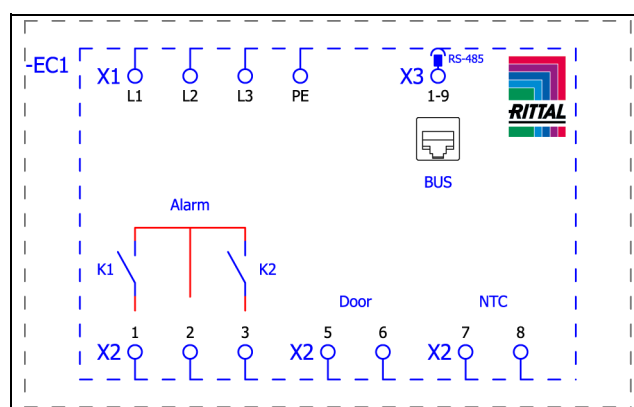 -EC1
X1
L1 L2 L3 PE
X3
RS-485
1-9
RITTAL
BUS
Alarm
K1
K2
Door
NTC
X2 1 2 3
X2 5 6
X2 7 8